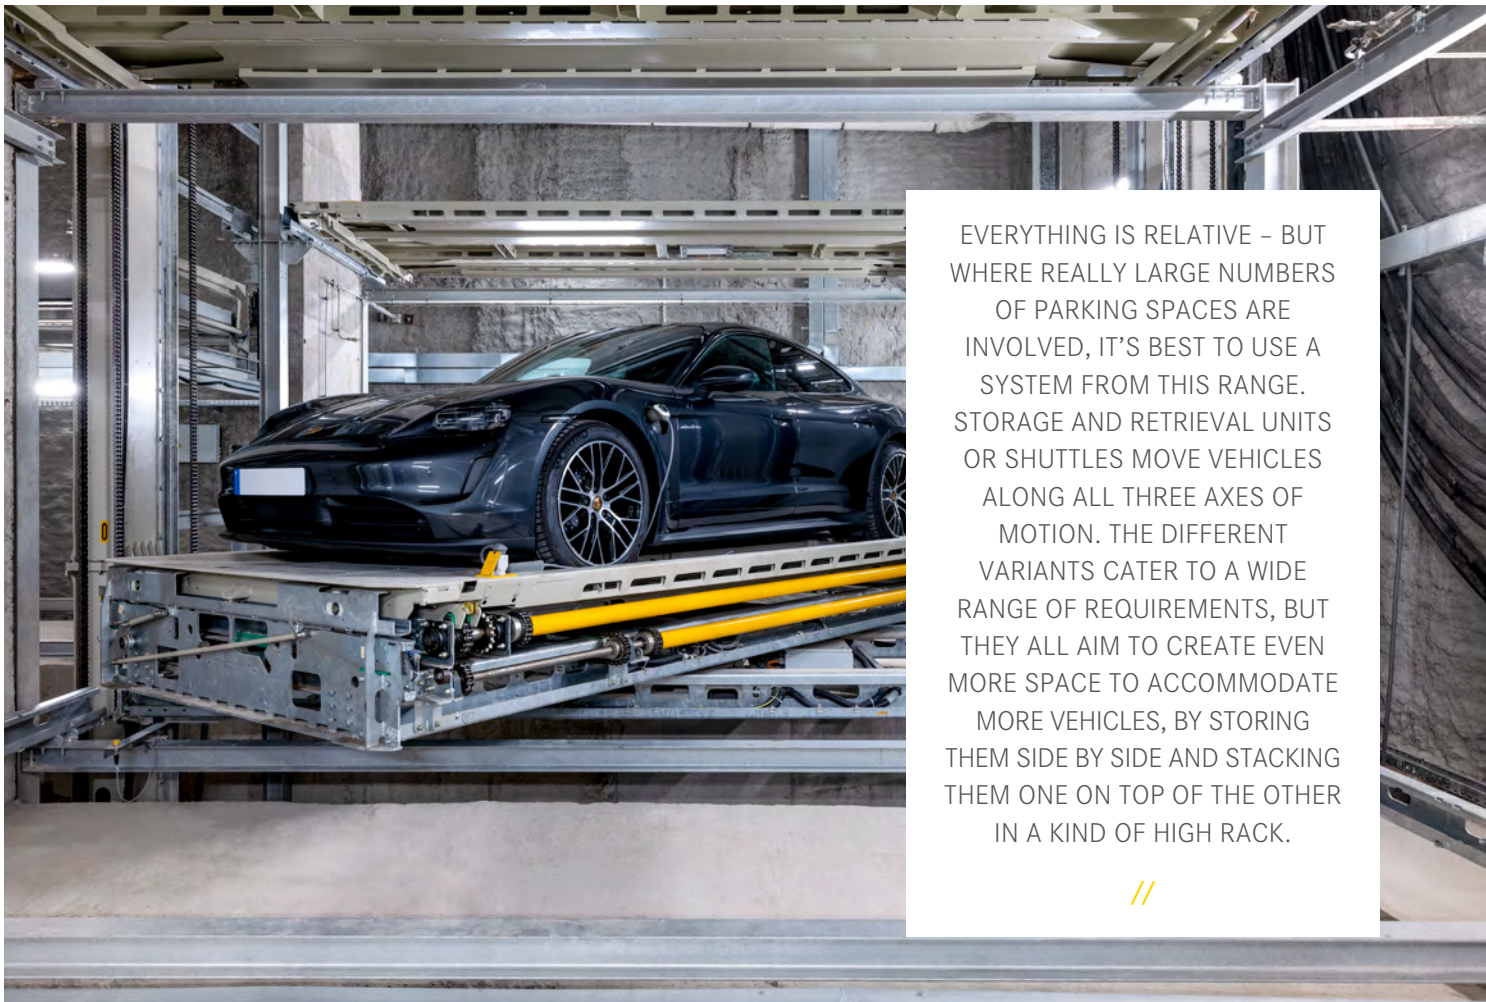 EVERYTHING IS RELATIVE – BUT
WHERE REALLY LARGE NUMBERS
OF PARKING SPACES ARE
INVOLVED, IT’S BEST TO USE A
SYSTEM FROM THIS RANGE.
STORAGE AND RETRIEVAL UNITS
OR SHUTTLES MOVE VEHICLES
ALONG ALL THREE AXES OF
MOTION. THE DIFFERENT
VARIANTS CATER TO A WIDE
RANGE OF REQUIREMENTS, BUT
THEY ALL AIM TO CREATE EVEN
MORE SPACE TO ACCOMMODATE
MORE VEHICLES, BY STORING
THEM SIDE BY SIDE AND STACKING
THEM ONE ON TOP OF THE OTHER
IN A KIND OF HIGH RACK.
//